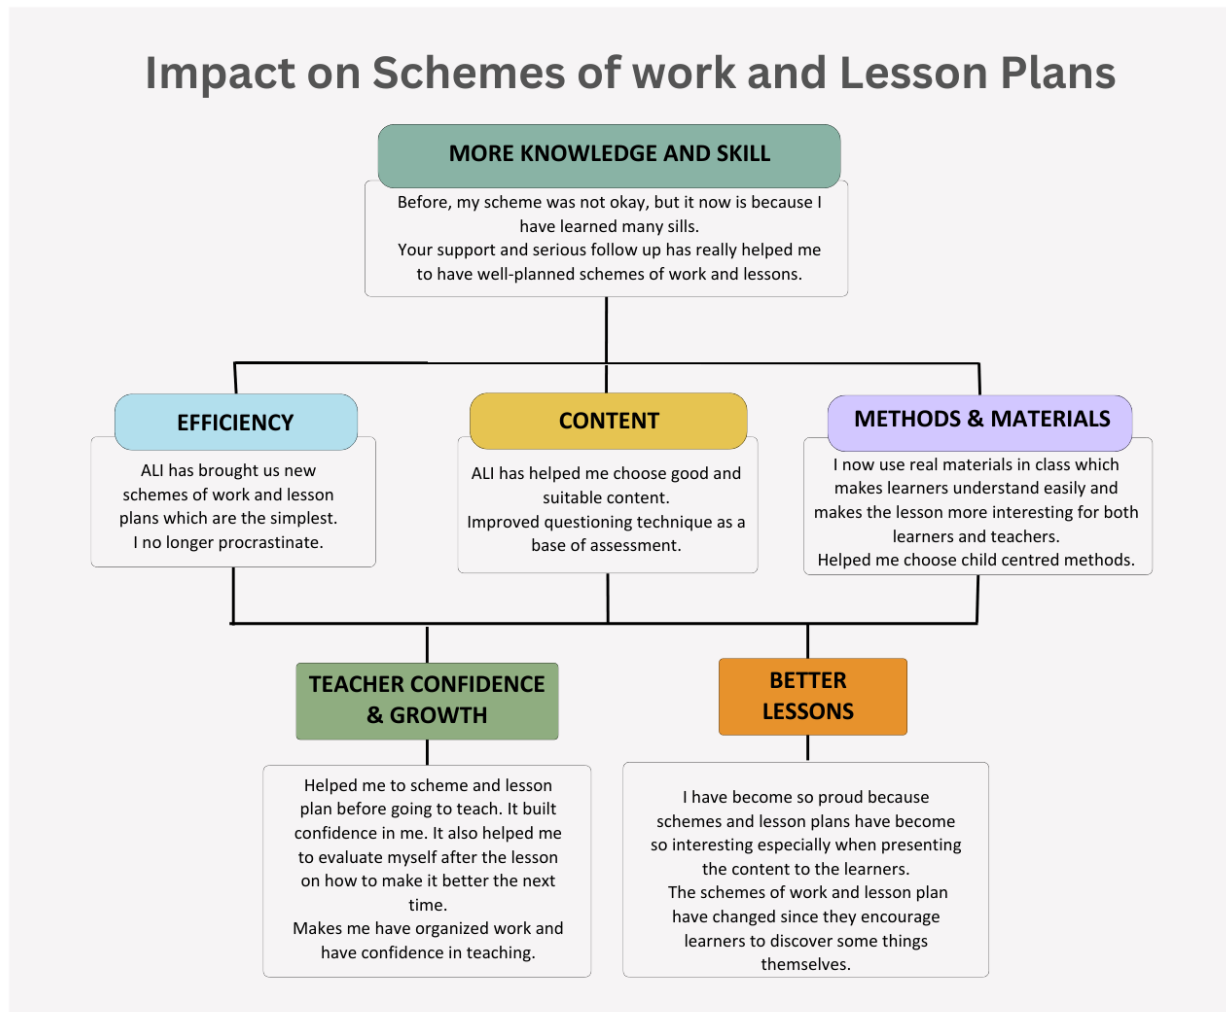 Impact on Schemes of work and Lesson Plans
MORE KNOWLEDGE AND SKILL
Before, my scheme was not okay, but it now is because I
have learned many sills.
Your support and serious follow up has really helped me
to have well-planned schemes of work and lessons.
EFFICIENCY
ALI has brought us new
schemes of work and lesson
plans which are the simplest.
I no longer procrastinate.
CONTENT
ALI has helped me choose good and
suitable content.
Improved questioning technique as a
base of assessment.
METHODS & MATERIALS
I now use real materials in class which
makes learners understand easily and
makes the lesson more interesting for both
learners and teachers.
Helped me choose child centred methods.
TEACHER CONFIDENCE
& GROWTH
Helped me to scheme and lesson
plan before going to teach. It built
confidence in me. It also helped me
to evaluate myself after the lesson
on how to make it better the next
time.
Makes me have organized work and
have confidence in teaching.
BETTER
LESSONS
I have become so proud because
schemes and lesson plans have become
so interesting especially when presenting
the content to the learners.
The schemes of work and lesson plan
have changed since they encourage
learners to discover some things
themselves.